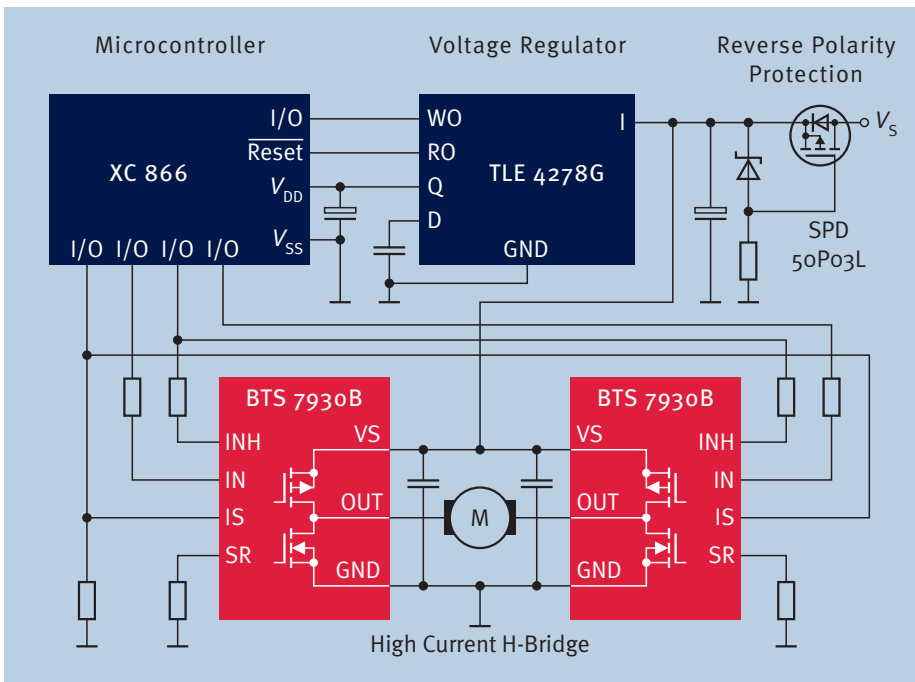 Microcontroller
Voltage Regulator
Reverse Polarity
Protection
XC 866
I/O
Reset
VDD
VSS
I/O I/O I/O I/O
WO
RO
Q
D
I
TLE 4278G
GND
VS
SPD
50P03L
BTS 7930B
INH
IN
IS
SR
VS
OUT
GND
M
BTS 7930B
VS
OUT
GND
INH
IN
IS
SR
High Current H-Bridge